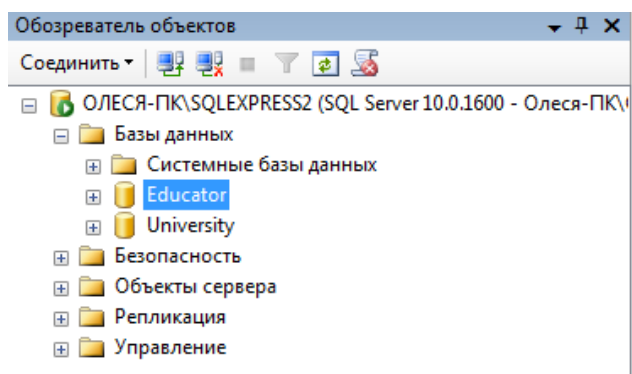 Обозреватель объектов
Соединить
ОЛЕСЯ-ПК\SQLEXPRESS2 (SQL Server 10.0.1600 - Олеся-ПК\
Базы данных
Системные базы данных
Educator
University
Безопасность
Объекты сервера
Репликация
Управление